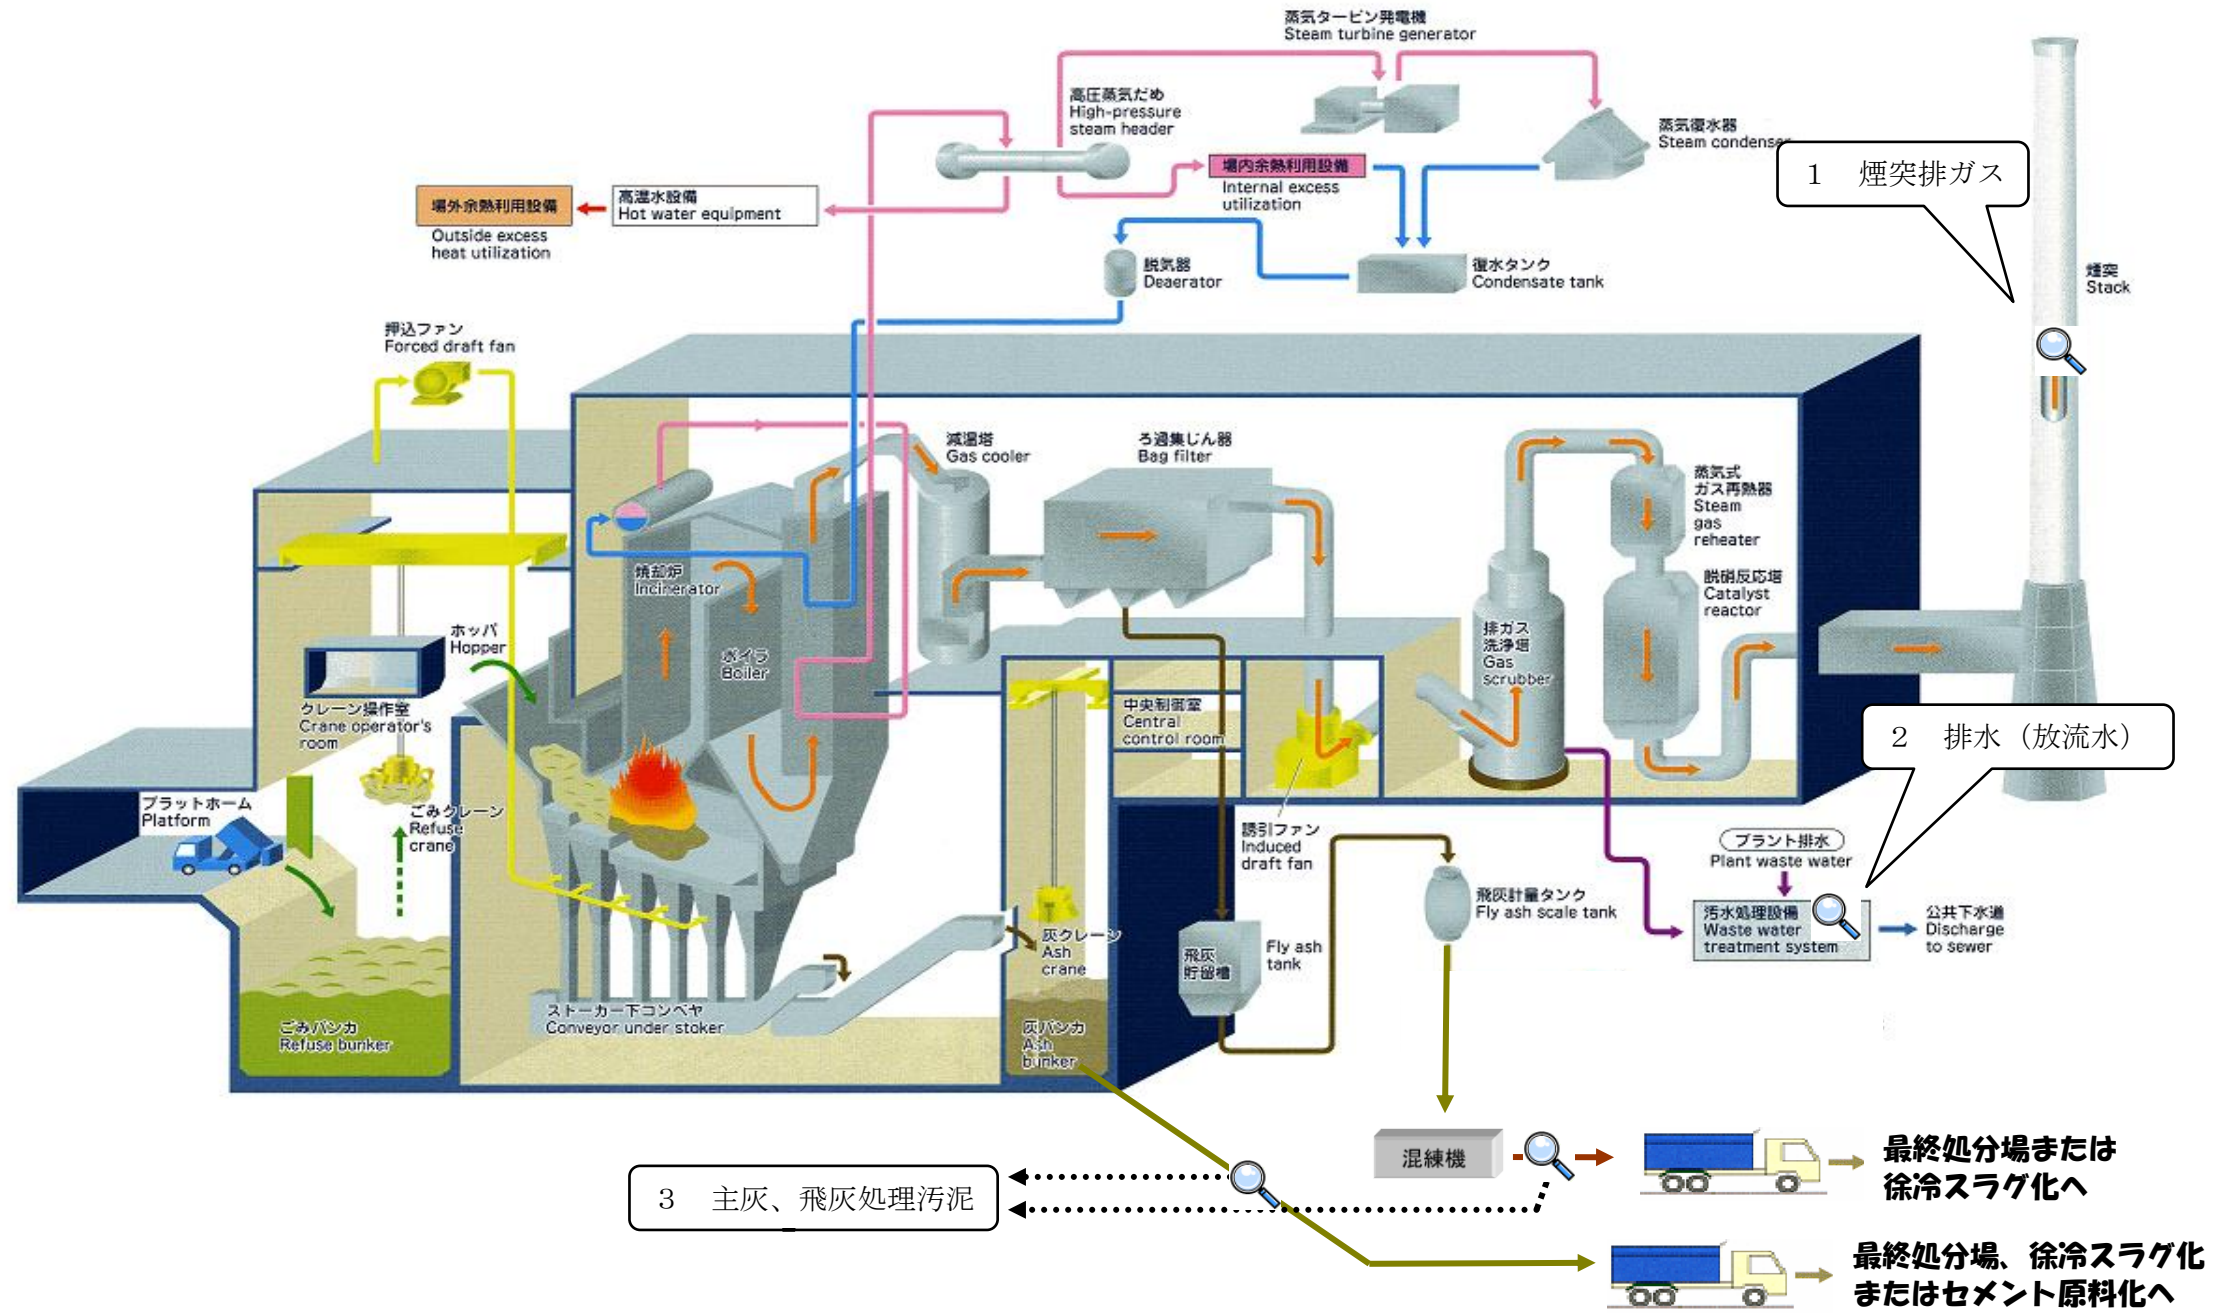 蒸気タービン発電機
Steam turbine generator
高圧蒸気だめ
High-pressure
steam header
蒸気復水器
Steam condenser
1 煙突排ガス
場内余熱利用設備
Internal excess
utilization
場外余熱利用設備
Outside excess
heat utilization
高温水設備
Hot water equipment
脱気器
Deaerator
復水タンク
Condensate tank
煙突
Stack
押込ファン
Forced draft fan
減温塔
Gas cooler
ろ過集じん器
Bag filter
蒸気式
ガス再熱器
Steam
gas
reheater
焼却炉
Incinerator
脱硝反応塔
Catalyst
reactor
ホッパ
Hopper
ボイラ
Boiler
排ガス
洗浄塔
Gas
scrubber
クレーン操作室
Crane operator's
room
中央制御室
Central
control room
2 排水（放流水）
プラットホーム
Platform
ごみクレーン
Refuse
crane
誘引ファン
Induced
draft fan
プラント排水
Plant waste water
飛灰計量タンク
Fly ash scale tank
汚水処理設備
Waste water
treatment system
公共下水道
Discharge
to sewer
灰クレーン
Ash
crane
飛灰
貯留槽
Fly ash
tank
ストーカー下コンベヤ
Conveyor under stoker
ごみバンカ
Refuse bunker
灰バンカ
Ash
bunker
混練機
最終処分場または
徐冷スラグ化へ
3 主灰、飛灰処理汚泥
最終処分場、徐冷スラグ化
またはセメント原料化へ